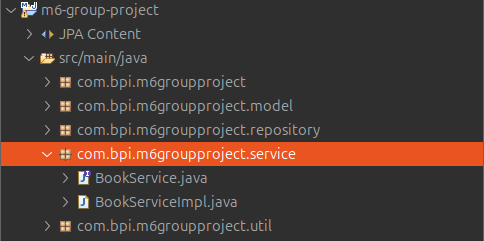 m6-group-project
JPA Content
src/main/java
com.bpi.m6groupproject
com.bpi.m6groupproject.model
com.bpi.m6groupproject.repository
com.bpi.m6groupproject.service
BookService.java
BookServiceImpl.java
com.bpi.m6groupproject.util